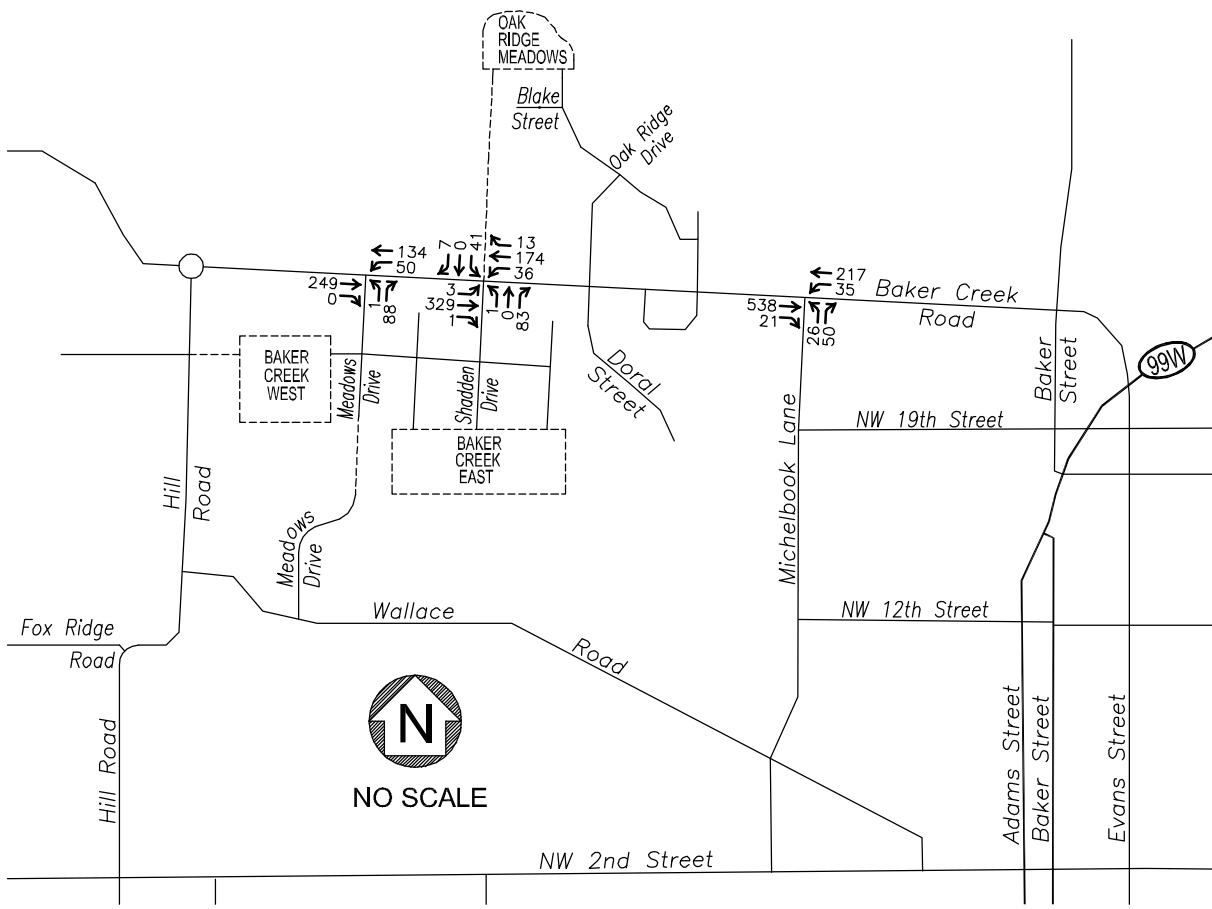 OAK
RIDGE
MEADOWS
Blake
Street
Oak Ridge
Drive
134
50
249
0
1
88
7
0
41
13
174
36
3
329
1
1
0
83
217
35
538
21
26
50
Baker Creek
Road
BAKER
CREEK
WEST
Meadows
Drive
Shadden
Drive
BAKER
CREEK
EAST
Doral
Street
Baker
Street
99W
NW 19th Street
Michelbook Lane
Hill
Road
Meadows
Drive
Wallace
Road
NW 12th Street
Fox Ridge
Road
Hill Road
N
NO SCALE
Adams Street
Baker Street
Evans Street
NW 2nd Street